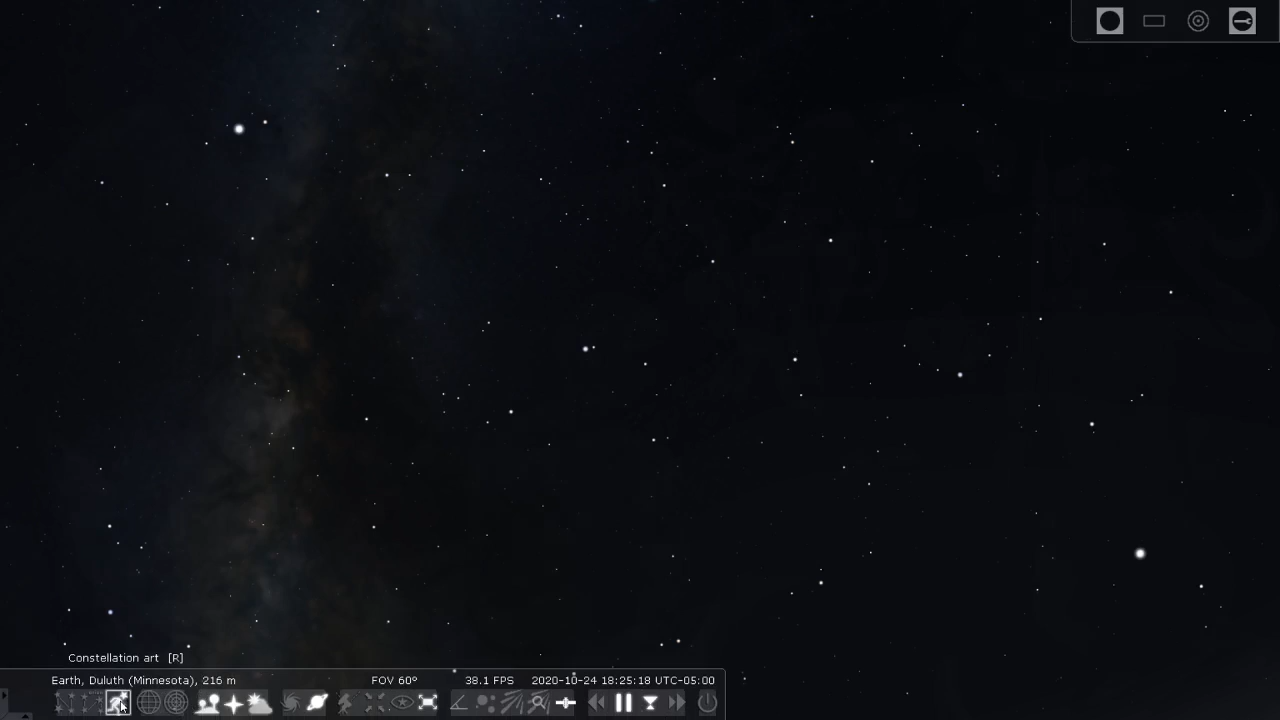 Constellation art [R]
Earth, Duluth (Minnesota), 216 m FOV 60° 38.1 FPS 2020-10-24 18:25:18 UTC-05:00